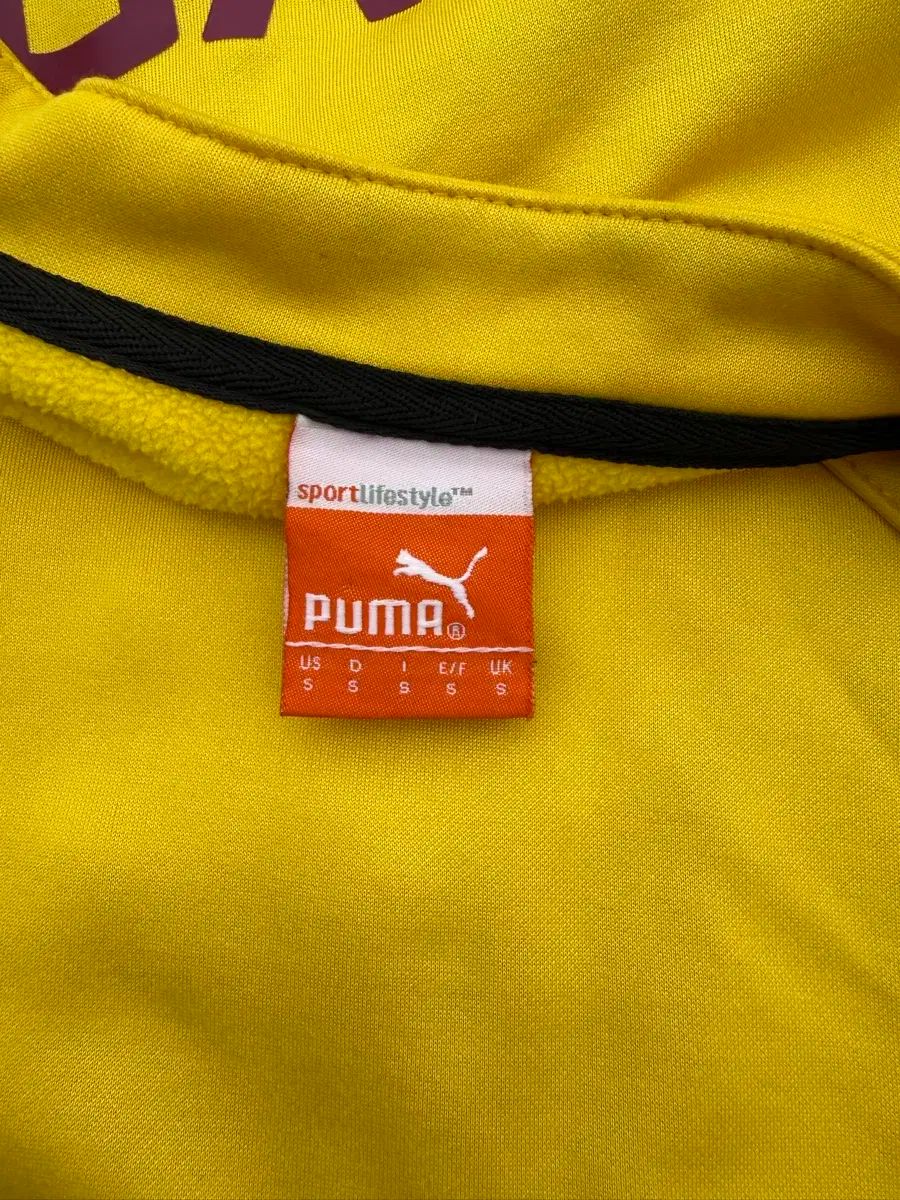 sportlifestyle™
PUMA®
US D I E/F UK
S S S S S